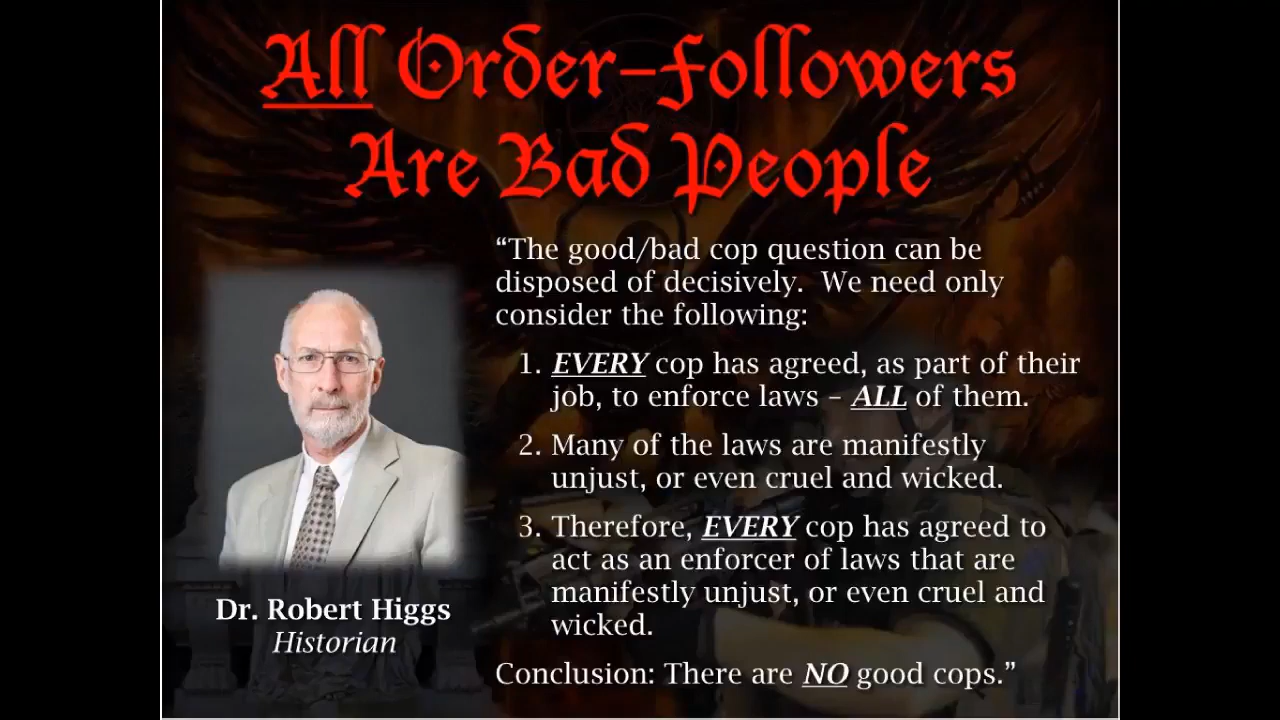 All Order-Followers
Are Bad People
“The good/bad cop question can be
disposed of decisively.  We need only
consider the following:
1. EVERY cop has agreed, as part of their
job, to enforce laws – ALL of them.
2. Many of the laws are manifestly
unjust, or even cruel and wicked.
3. Therefore, EVERY cop has agreed to
act as an enforcer of laws that are
manifestly unjust, or even cruel and
wicked.
Conclusion: There are NO good cops.”
Dr. Robert Higgs
Historian